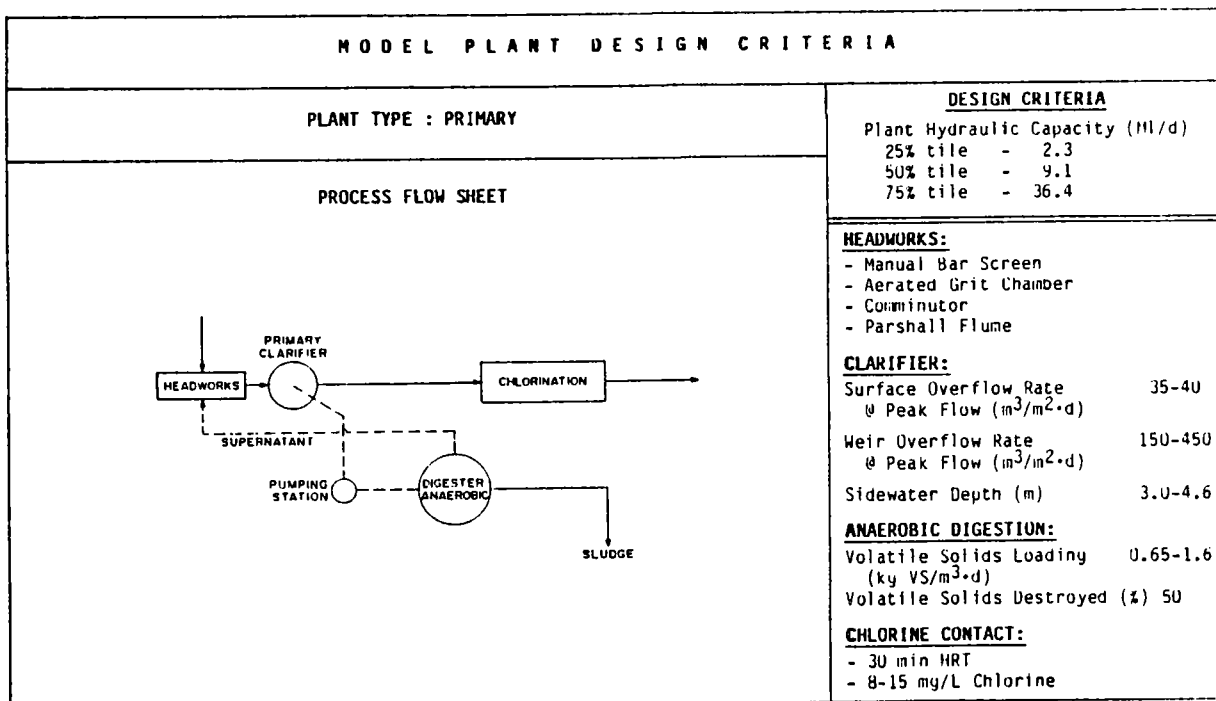 MODEL PLANT DESIGN CRITERIA
PLANT TYPE : PRIMARY
PROCESS FLOW SHEET
PRIMARY
CLARIFIER
HEADWORKS
CHLORINATION
SUPERNATANT
PUMPING
STATION
DIGESTER
ANAEROBIC
SLUDGE
DESIGN CRITERIA
Plant Hydraulic Capacity (Ml/d)
25% tile - 2.3
50% tile - 9.1
75% tile - 36.4
HEADWORKS:
- Manual Bar Screen
- Aerated Grit Chamber
- Comminutor
- Parshall Flume
CLARIFIER:
Surface Overflow Rate 35-40
@ Peak Flow (m³/m²·d)
Weir Overflow Rate 150-450
@ Peak Flow (m³/m²·d)
Sidewater Depth (m) 3.0-4.6
ANAEROBIC DIGESTION:
Volatile Solids Loading 0.65-1.6
(kg VS/m³·d)
Volatile Solids Destroyed (%) 50
CHLORINE CONTACT:
- 30 min HRT
- 8-15 mg/L Chlorine